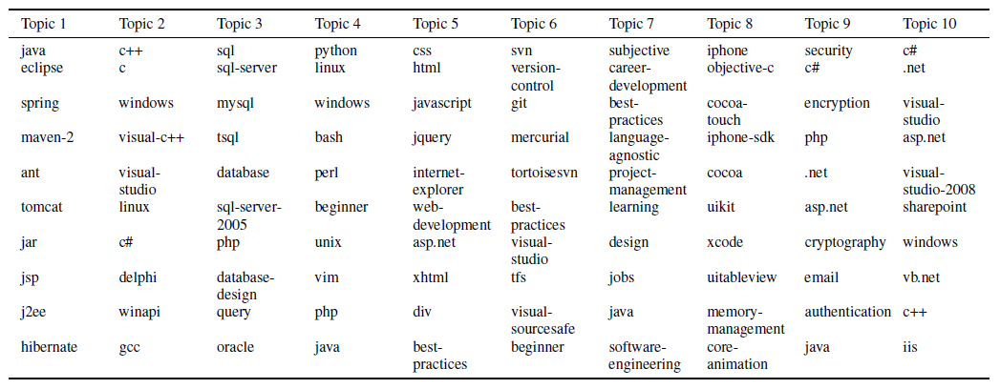 Topic 1 Topic 2 Topic 3 Topic 4 Topic 5 Topic 6 Topic 7 Topic 8 Topic 9 Topic 10
java c++ sql python css svn subjective iphone security c#
eclipse c sql-server linux html version- career- objective-c c# .net
control development
spring windows mysql windows javascript git best- cocoa- encryption visual-
practices touch studio
maven-2 visual-c++ tsql bash jquery mercurial language- iphone-sdk php asp.net
agnostic
ant visual- database perl internet- tortoisesvn project- cocoa .net visual-
studio explorer management studio-2008
tomcat linux sql-server- beginner web- best- learning uikit asp.net sharepoint
2005 development practices
jar c# php unix asp.net visual- design xcode cryptography windows
studio
jsp delphi database- vim xhtml tfs jobs uitableview email vb.net
design
j2ee winapi query php div visual- java memory- authentication c++
sourcesafe management
hibernate gcc oracle java best- beginner software- core- java iis
practices engineering animation